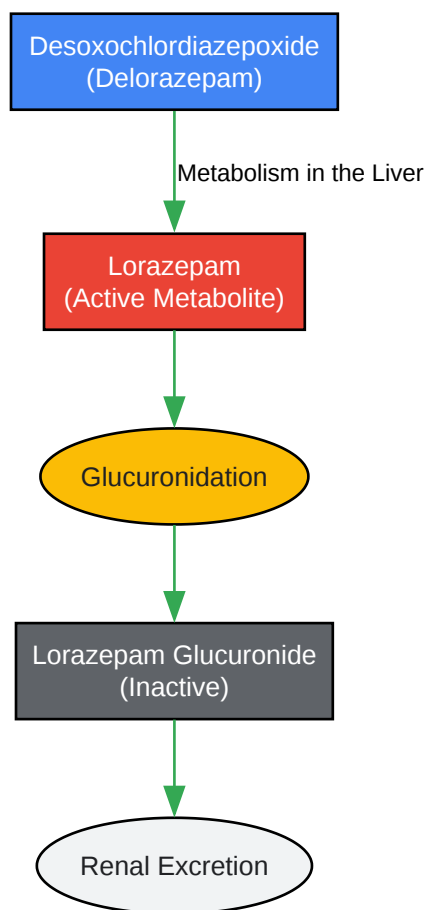 Desoxochlordiazepoxide
(Delorazepam)
Metabolism in the Liver
Lorazepam
(Active Metabolite)
Glucuronidation
Lorazepam Glucuronide
(Inactive)
Renal Excretion